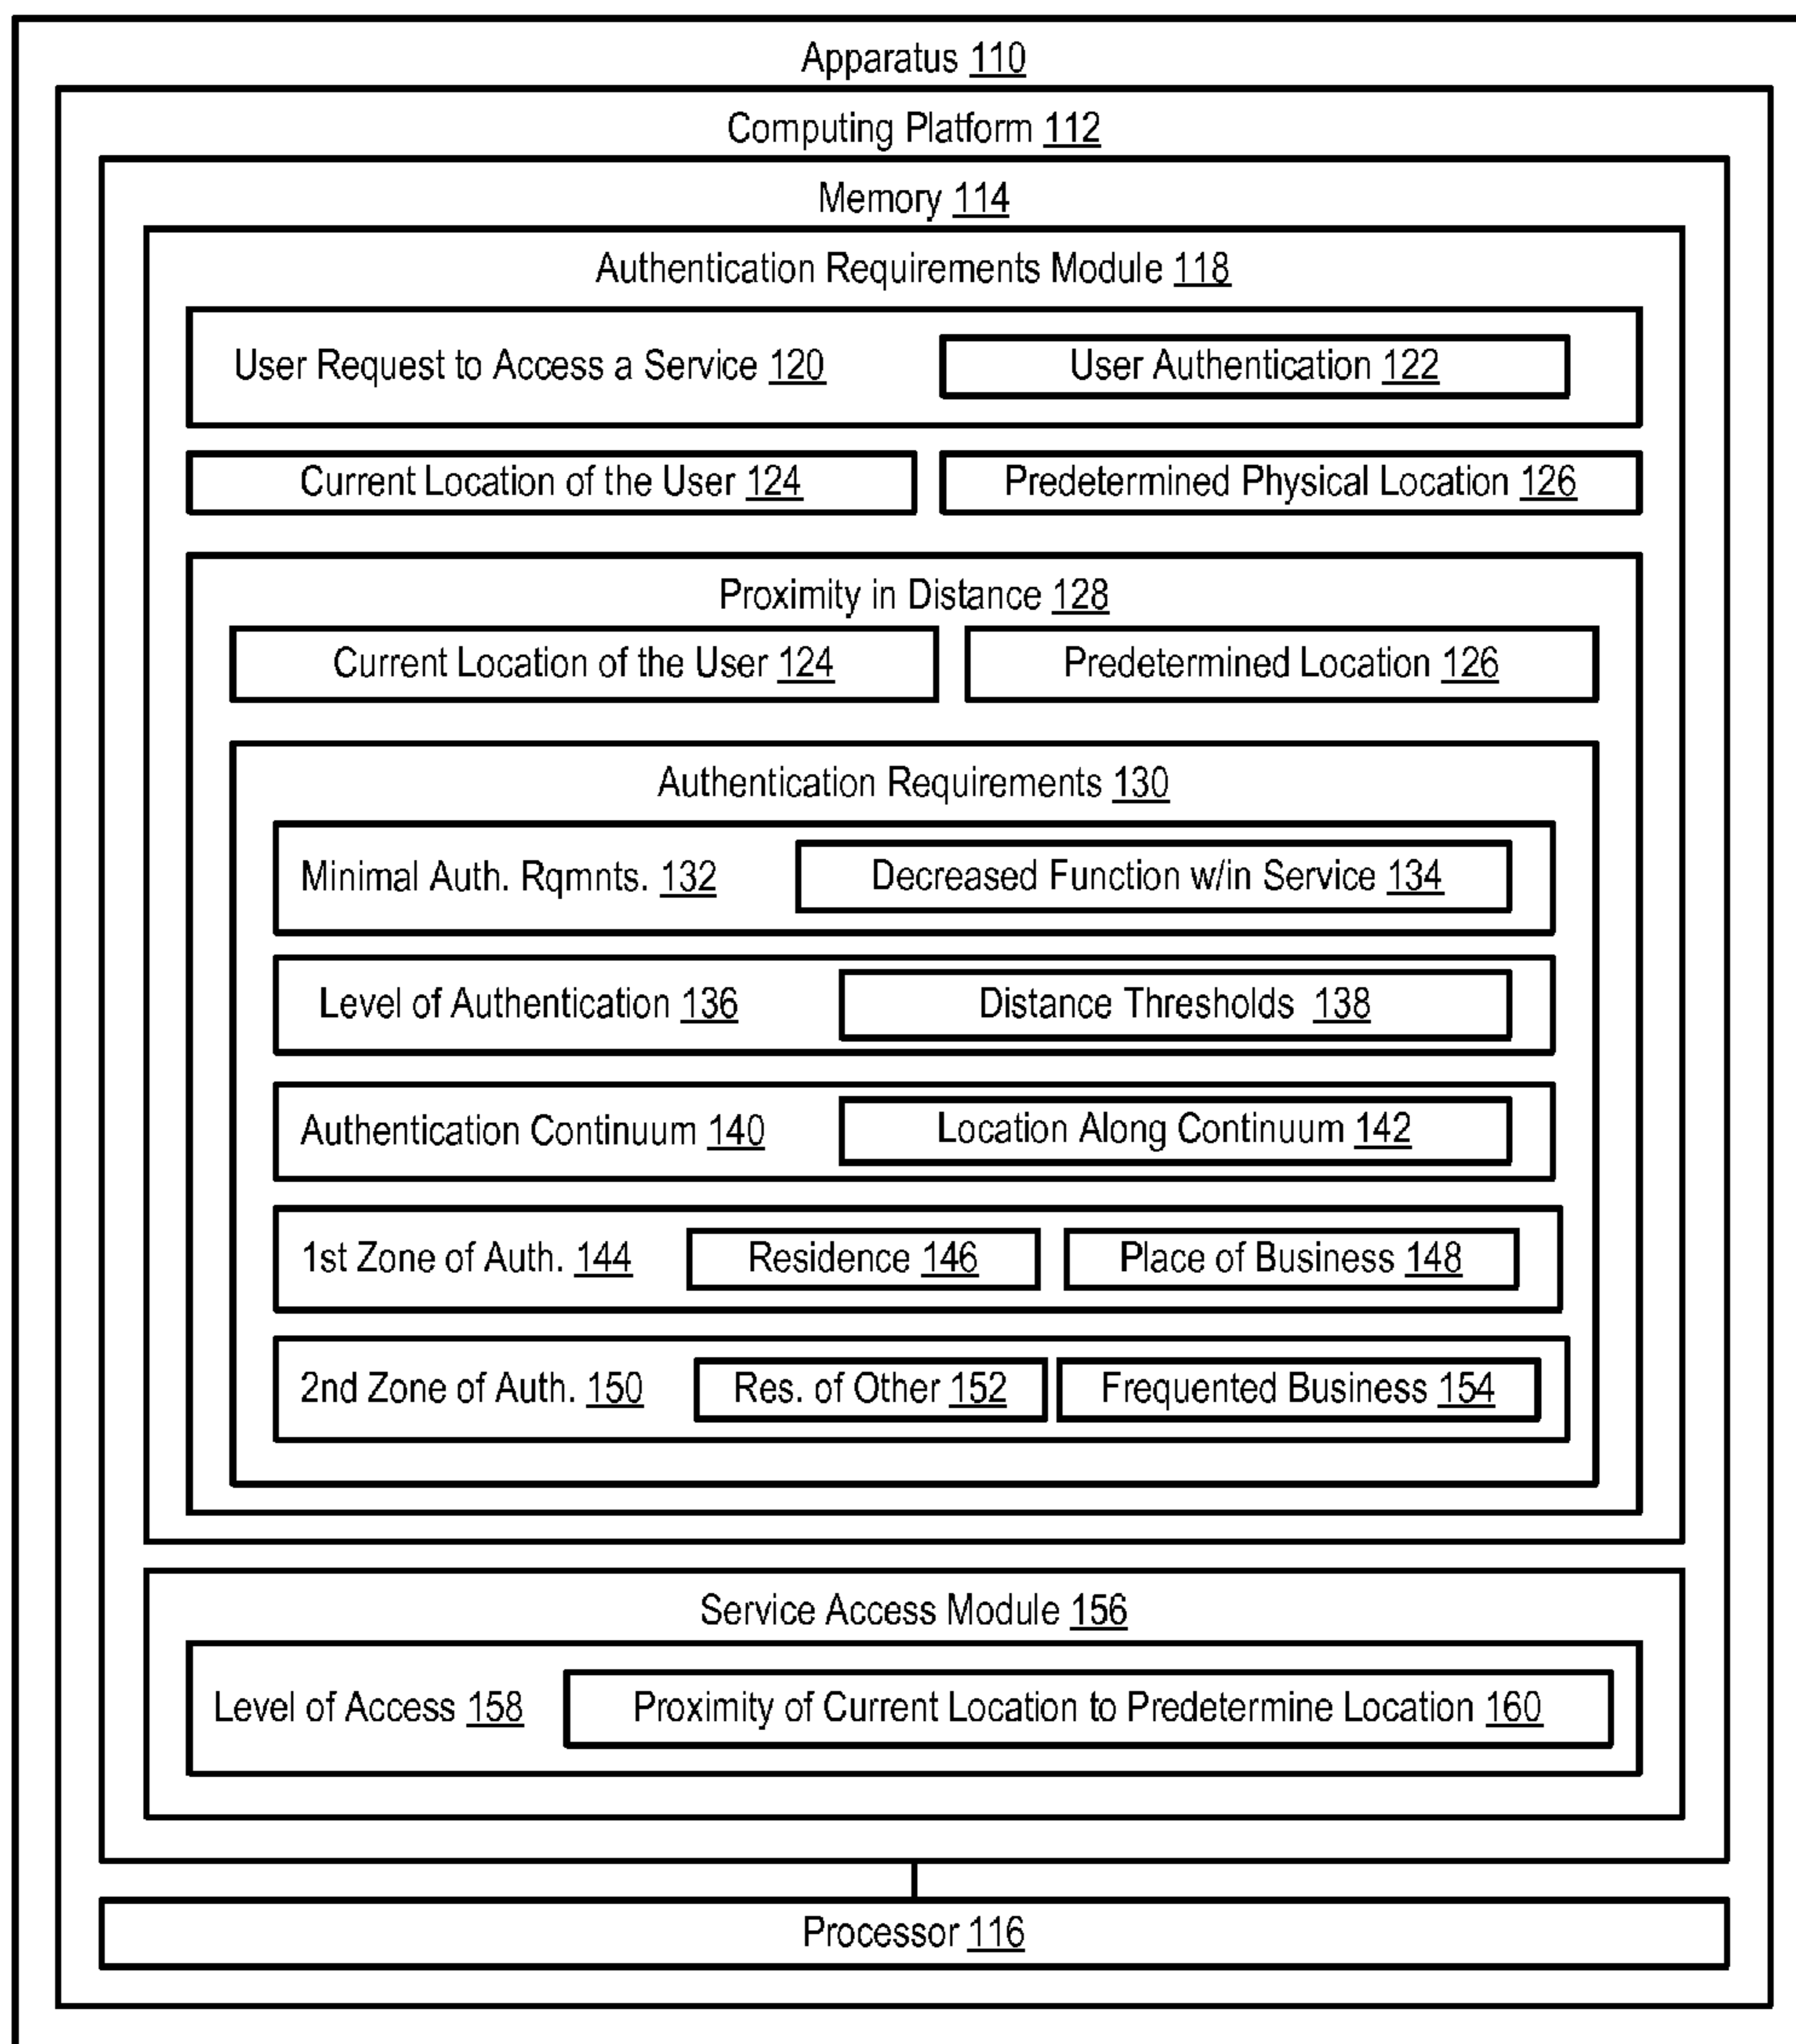 Apparatus 110
Computing Platform 112
Memory 114
Authentication Requirements Module 118
User Request to Access a Service 120
User Authentication 122
Current Location of the User 124
Predetermined Physical Location 126
Proximity in Distance 128
Current Location of the User 124
Predetermined Location 126
Authentication Requirements 130
Minimal Auth. Rqmnts. 132
Decreased Function w/in Service 134
Level of Authentication 136
Distance Thresholds 138
Authentication Continuum 140
Location Along Continuum 142
1st Zone of Auth. 144
Residence 146
Place of Business 148
2nd Zone of Auth. 150
Res. of Other 152
Frequented Business 154
Service Access Module 156
Level of Access 158
Proximity of Current Location to Predetermine Location 160
Processor 116